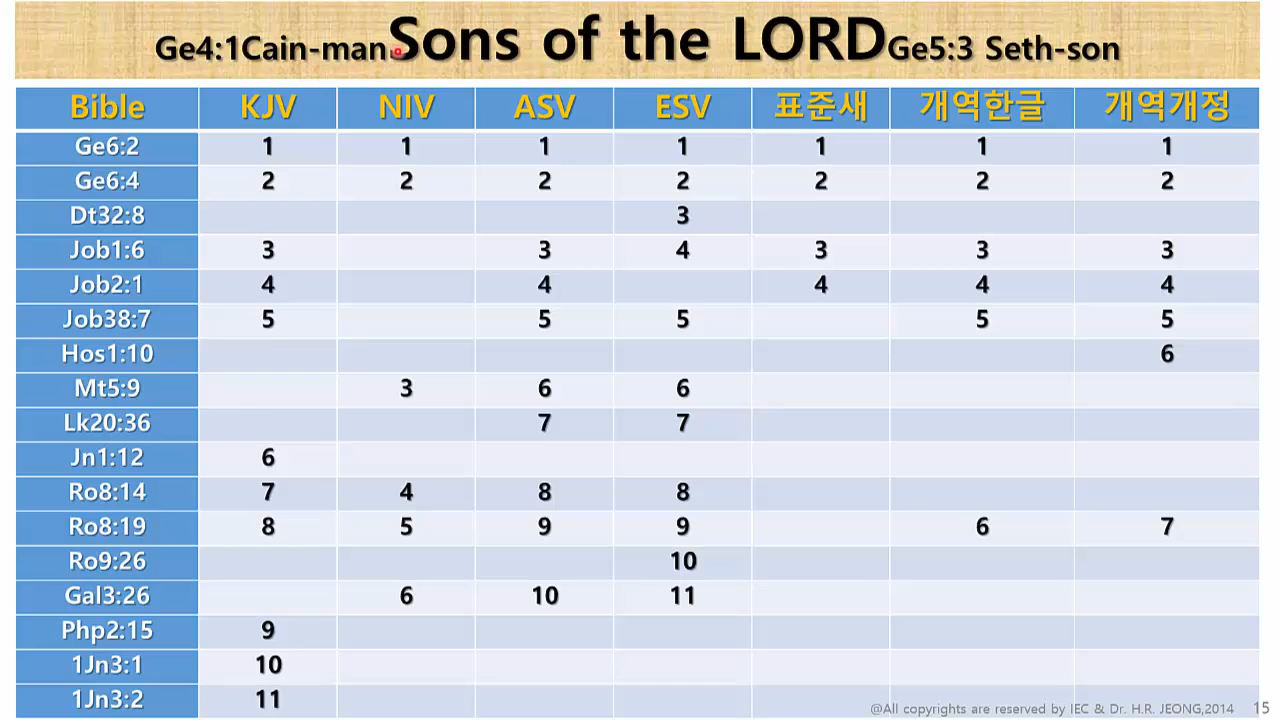 Ge4:1Cain-man Sons of the LORD Ge5:3 Seth-son
Bible KJV NIV ASV ESV 표준새 개역한글 개역개정
Ge6:2 1 1 1 1 1 1 1
Ge6:4 2 2 2 2 2 2 2
Dt32:8 3
Job1:6 3 3 4 3 3 3
Job2:1 4 4 4 4 4
Job38:7 5 5 5 5 5
Hos1:10 6
Mt5:9 3 6 6
Lk20:36 7 7
Jn1:12 6
Ro8:14 7 4 8 8
Ro8:19 8 5 9 9 6 7
Ro9:26 10
Gal3:26 6 10 11
Php2:15 9
1Jn3:1 10
1Jn3:2 11
@All copyrights are reserved by IEC & Dr. H.R. JEONG,2014 15